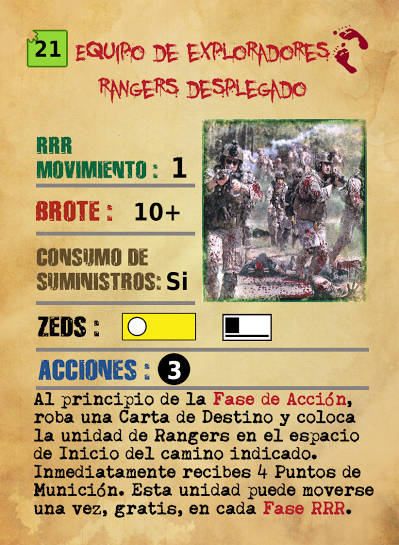 21 EQUIPO DE EXPLORADORES
RANGERS DESPLEGADO
RRR
MOVIMIENTO : 1
BROTE : 10+
CONSUMO DE
SUMINISTROS: Si
ZEDS :
ACCIONES : 3
Al principio de la Fase de Acción,
roba una Carta de Destino y coloca
la unidad de Rangers en el espacio
de Inicio del camino indicado.
Inmediatamente recibes 4 Puntos de
Munición. Esta unidad puede moverse
una vez, gratis, en cada Fase RRR.